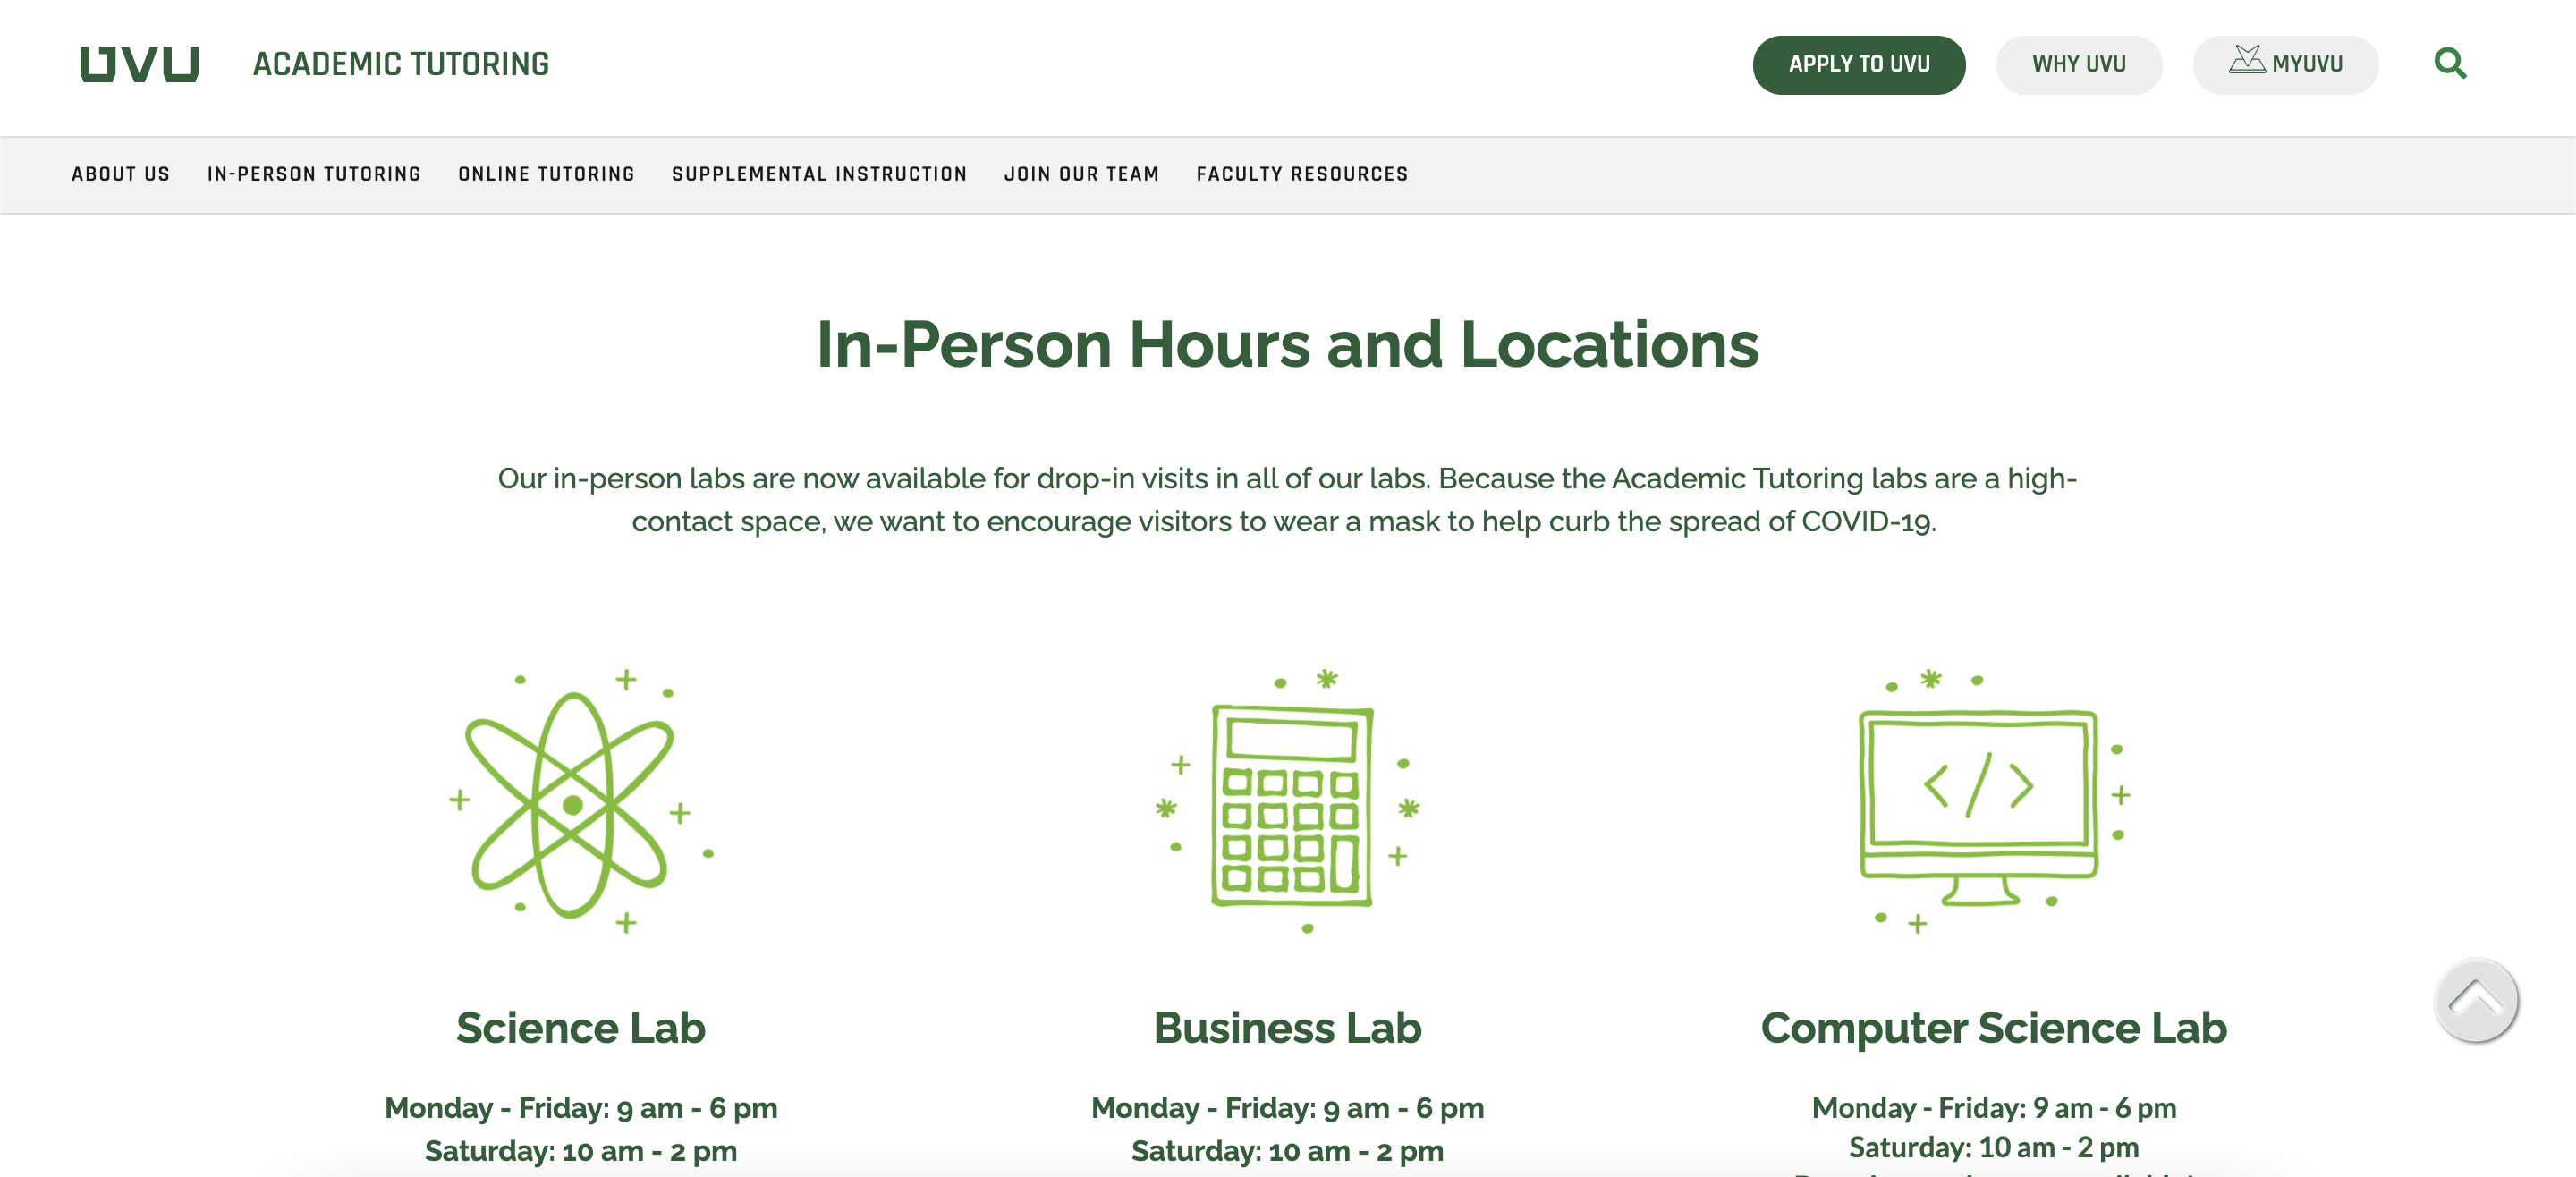 UVU ACADEMIC TUTORING
APPLY TO UVU
WHY UVU
MYUVU
ABOUT US IN-PERSON TUTORING ONLINE TUTORING SUPPLEMENTAL INSTRUCTION JOIN OUR TEAM FACULTY RESOURCES
In-Person Hours and Locations
Our in-person labs are now available for drop-in visits in all of our labs. Because the Academic Tutoring labs are a high-
contact space, we want to encourage visitors to wear a mask to help curb the spread of COVID-19.
</>
Science Lab
Monday - Friday: 9 am - 6 pm
Saturday: 10 am - 2 pm
Business Lab
Monday - Friday: 9 am - 6 pm
Saturday: 10 am - 2 pm
Computer Science Lab
Monday - Friday: 9 am - 6 pm
Saturday: 10 am - 2 pm